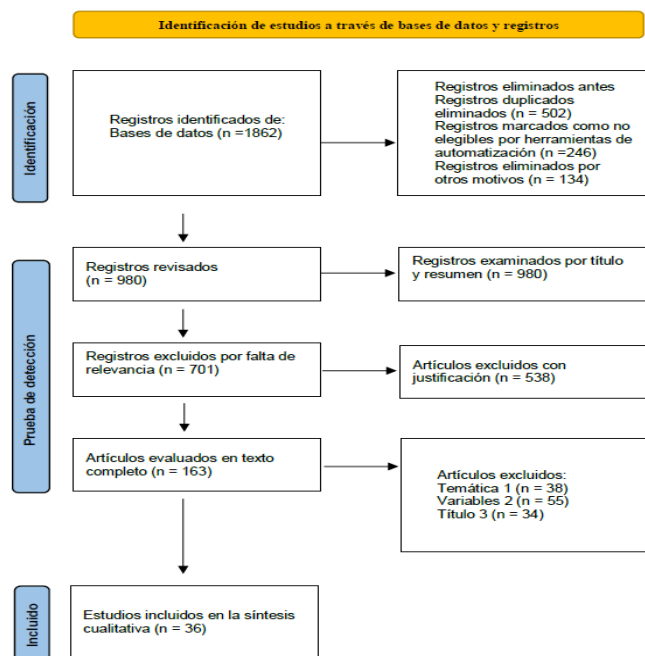 Identificación de estudios a través de bases de datos y registros
Identificación
Registros identificados de:
Bases de datos (n =1862)
Registros eliminados antes
Registros duplicados
eliminados (n = 502)
Registros marcados como no
elegibles por herramientas de
automatización (n =246)
Registros eliminados por
otros motivos (n = 134)
Prueba de detección
Registros revisados
(n = 980)
Registros examinados por título
y resumen (n = 980)
Registros excluidos por falta de
relevancia (n = 701)
Artículos excluidos con
justificación (n = 538)
Artículos evaluados en texto
completo (n = 163)
Artículos excluidos:
Temática 1 (n = 38)
Variables 2 (n = 55)
Título 3 (n = 34)
Incluido
Estudios incluidos en la síntesis
cualitativa (n = 36)